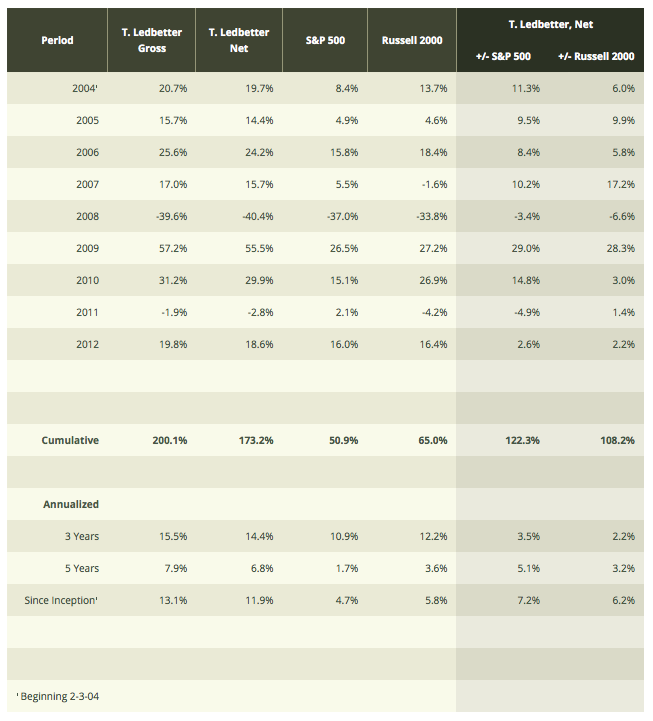 Period T. Ledbetter Gross T. Ledbetter Net S&P 500 Russell 2000 T. Ledbetter, Net
+/- S&P 500 +/- Russell 2000
2004¹ 20.7% 19.7% 8.4% 13.7% 11.3% 6.0%
2005 15.7% 14.4% 4.9% 4.6% 9.5% 9.9%
2006 25.6% 24.2% 15.8% 18.4% 8.4% 5.8%
2007 17.0% 15.7% 5.5% -1.6% 10.2% 17.2%
2008 -39.6% -40.4% -37.0% -33.8% -3.4% -6.6%
2009 57.2% 55.5% 26.5% 27.2% 29.0% 28.3%
2010 31.2% 29.9% 15.1% 26.9% 14.8% 3.0%
2011 -1.9% -2.8% 2.1% -4.2% -4.9% 1.4%
2012 19.8% 18.6% 16.0% 16.4% 2.6% 2.2%
Cumulative 200.1% 173.2% 50.9% 65.0% 122.3% 108.2%
Annualized
3 Years 15.5% 14.4% 10.9% 12.2% 3.5% 2.2%
5 Years 7.9% 6.8% 1.7% 3.6% 5.1% 3.2%
Since Inception¹ 13.1% 11.9% 4.7% 5.8% 7.2% 6.2%
¹ Beginning 2-3-04